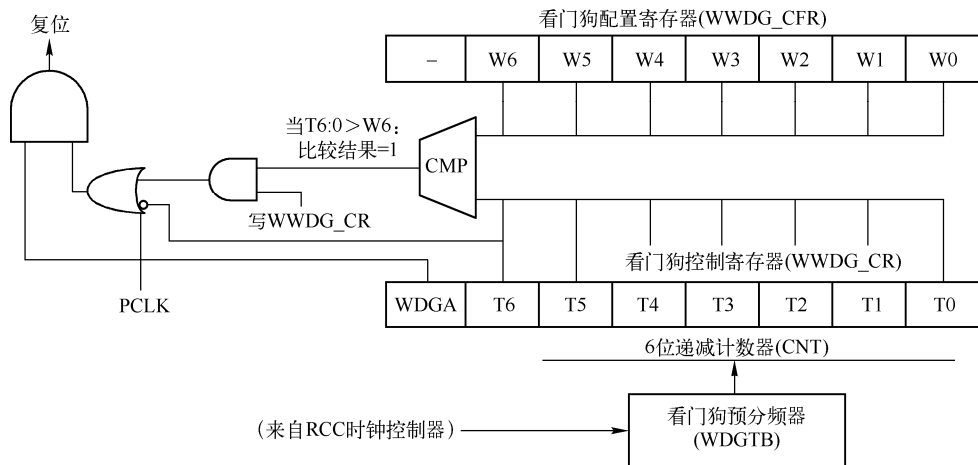 看门狗配置寄存器(WWDG_CFR)
复位
– W6 W5 W4 W3 W2 W1 W0
当T6:0＞W6:
比较结果=1
CMP
写WWDG_CR
看门狗控制寄存器(WWDG_CR)
PCLK
WDGA T6 T5 T4 T3 T2 T1 T0
6位递减计数器(CNT)
看门狗预分频器
(WDGTB)
(来自RCC时钟控制器)